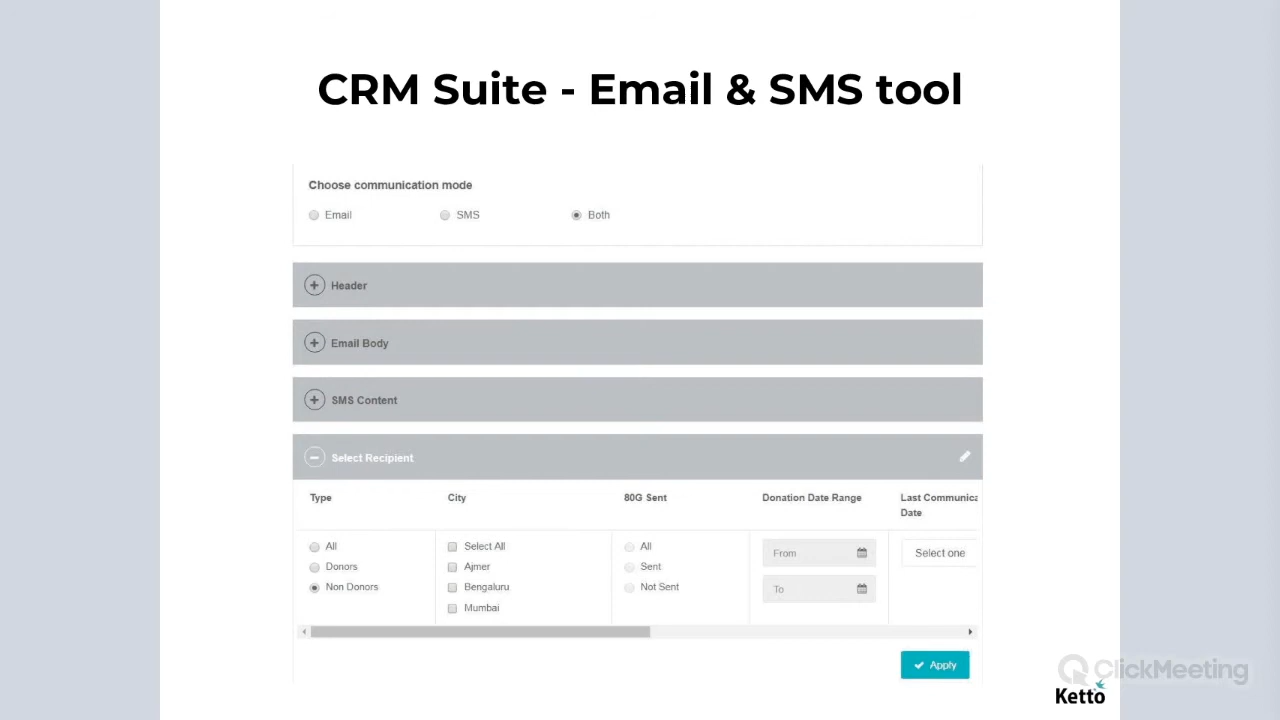 CRM Suite - Email & SMS tool
Choose communication mode
Email SMS Both
Header
Email Body
SMS Content
Select Recipient
Type City 80G Sent Donation Date Range Last Communica
Date
All Select All All From Select one
Donors Ajmer Sent
Non Donors Bengaluru Not Sent To
Mumbai
Apply
ClickMeeting
Ketto